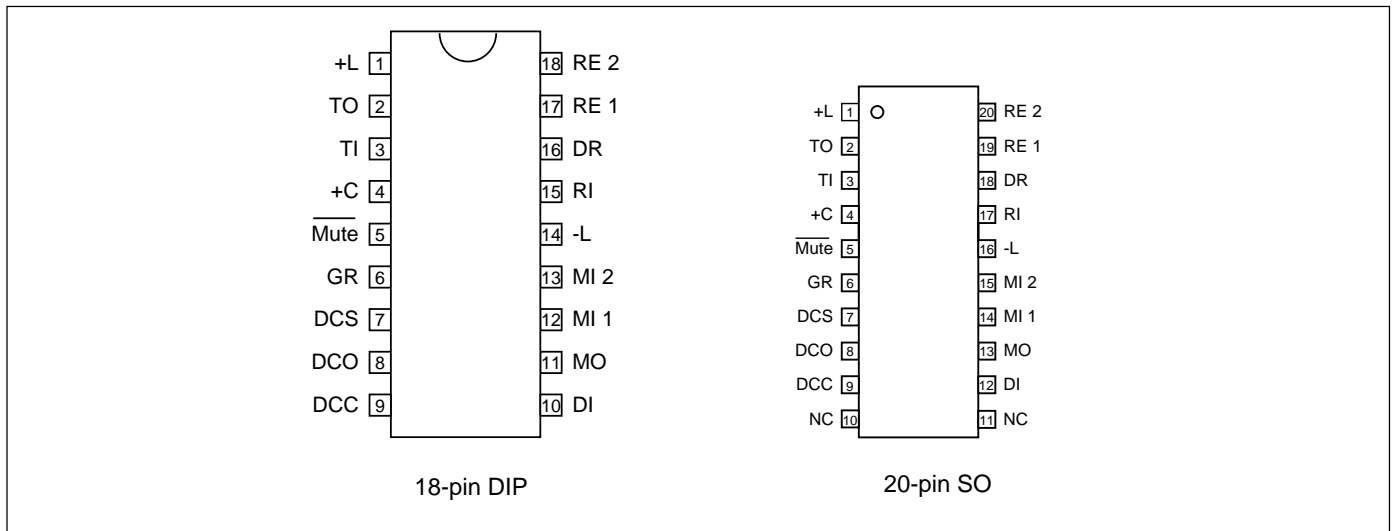 +L 1 18 RE 2
TO 2 17 RE 1
TI 3 16 DR
+C 4 15 RI
Mute 5 14 -L
GR 6 13 MI 2
DCS 7 12 MI 1
DCO 8 11 MO
DCC 9 10 DI
18-pin DIP
+L 1 20 RE 2
TO 2 19 RE 1
TI 3 18 DR
+C 4 17 RI
Mute 5 16 -L
GR 6 15 MI 2
DCS 7 14 MI 1
DCO 8 13 MO
DCC 9 12 DI
NC 10 11 NC
20-pin SO